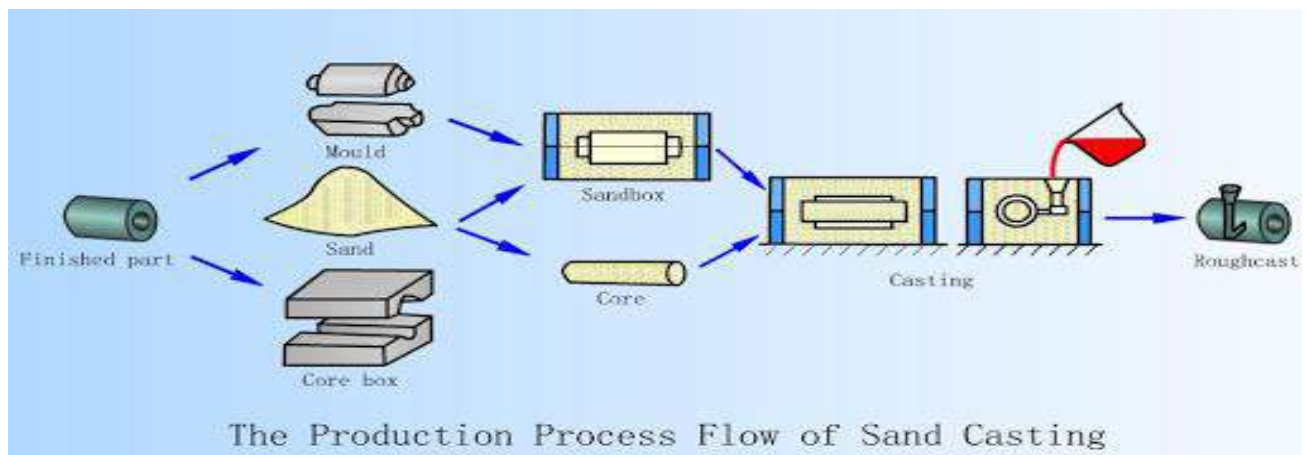 Mould
Sand
Finished part
Core box
Sandbox
Core
Casting
Roughcast
The Production Process Flow of Sand Casting